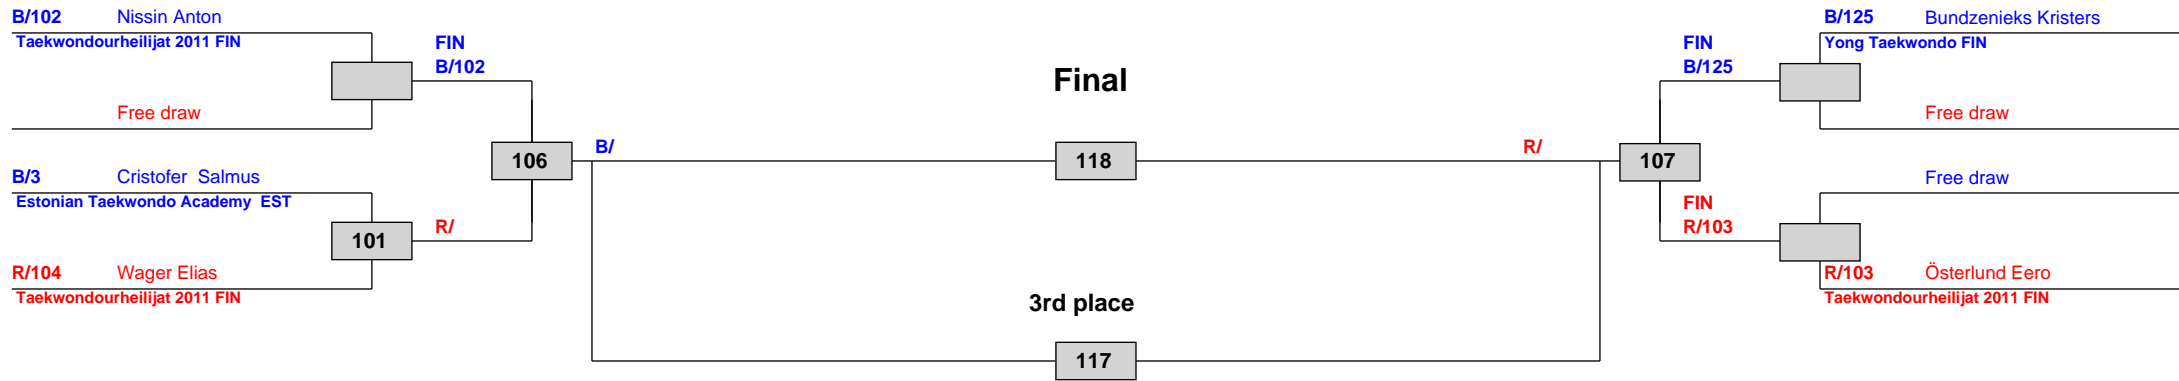 B/102 Nissin Anton
Taekwondourheilijat 2011 FIN
Free draw
FIN
B/102
B/3 Cristofer  Salmus
Estonian Taekwondo Academy  EST
R/104 Wager Elias
Taekwondourheilijat 2011 FIN
101
R/
106
B/
Final
118
3rd place
117
R/
107
FIN
B/125
FIN
R/103
B/125 Bundzenieks Kristers
Yong Taekwondo FIN
Free draw
Free draw
R/103 Österlund Eero
Taekwondourheilijat 2011 FIN